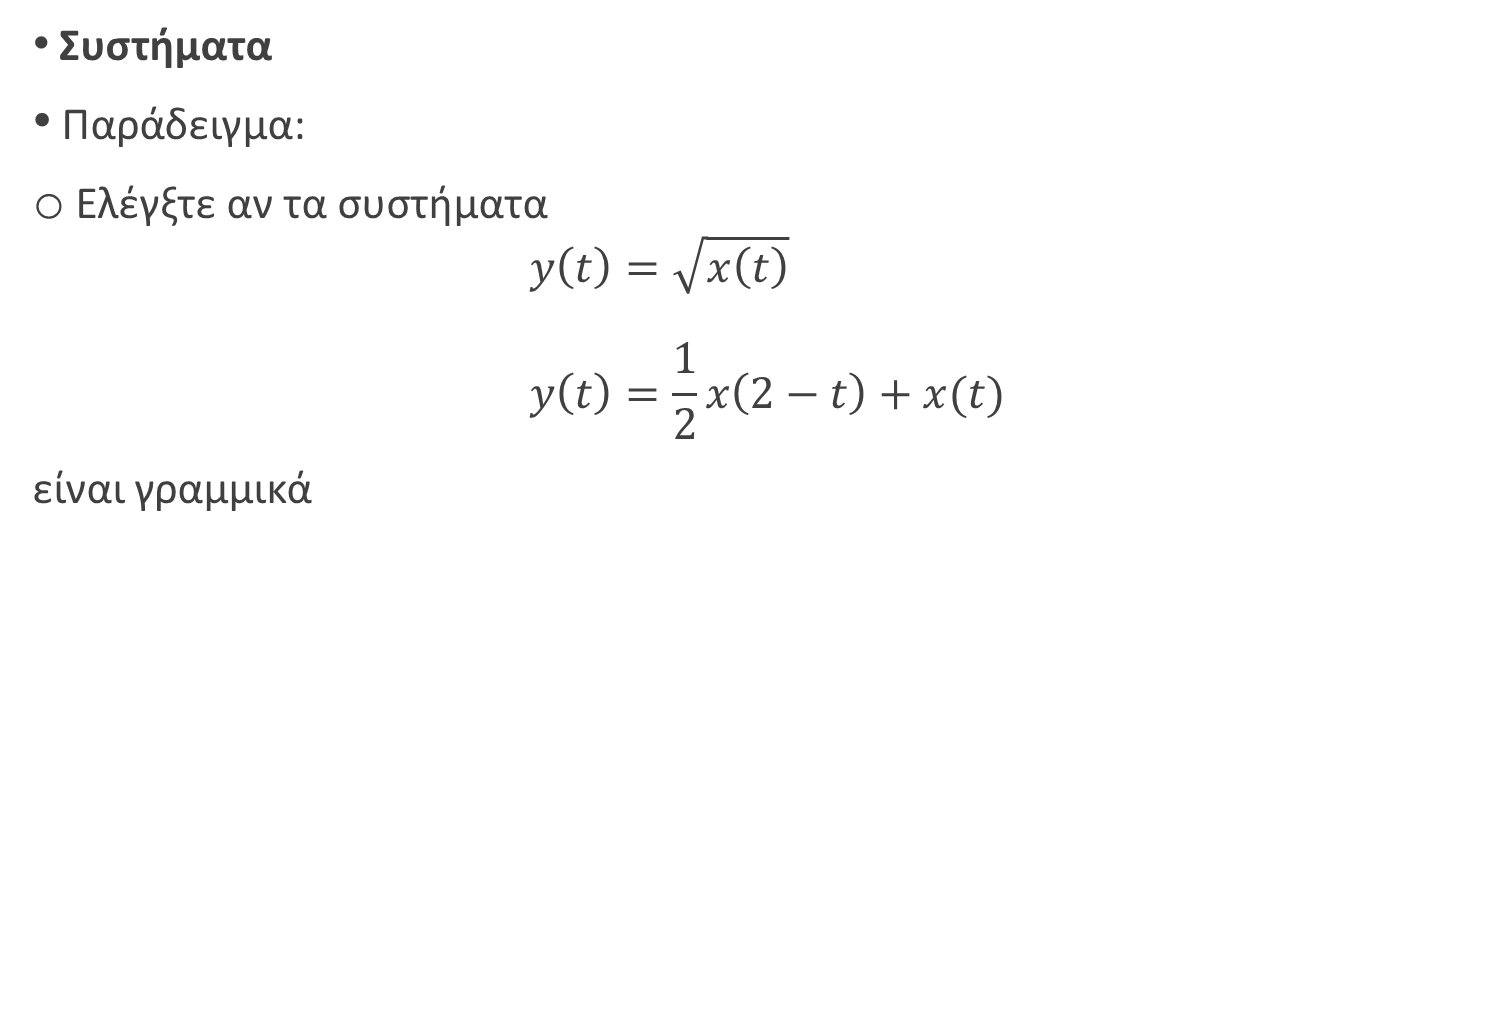 • Συστήματα
• Παράδειγμα:
○ Ελέγξτε αν τα συστήματα
y(t) = √x(t)
y(t) = 1/2 x(2 − t) + x(t)
είναι γραμμικά